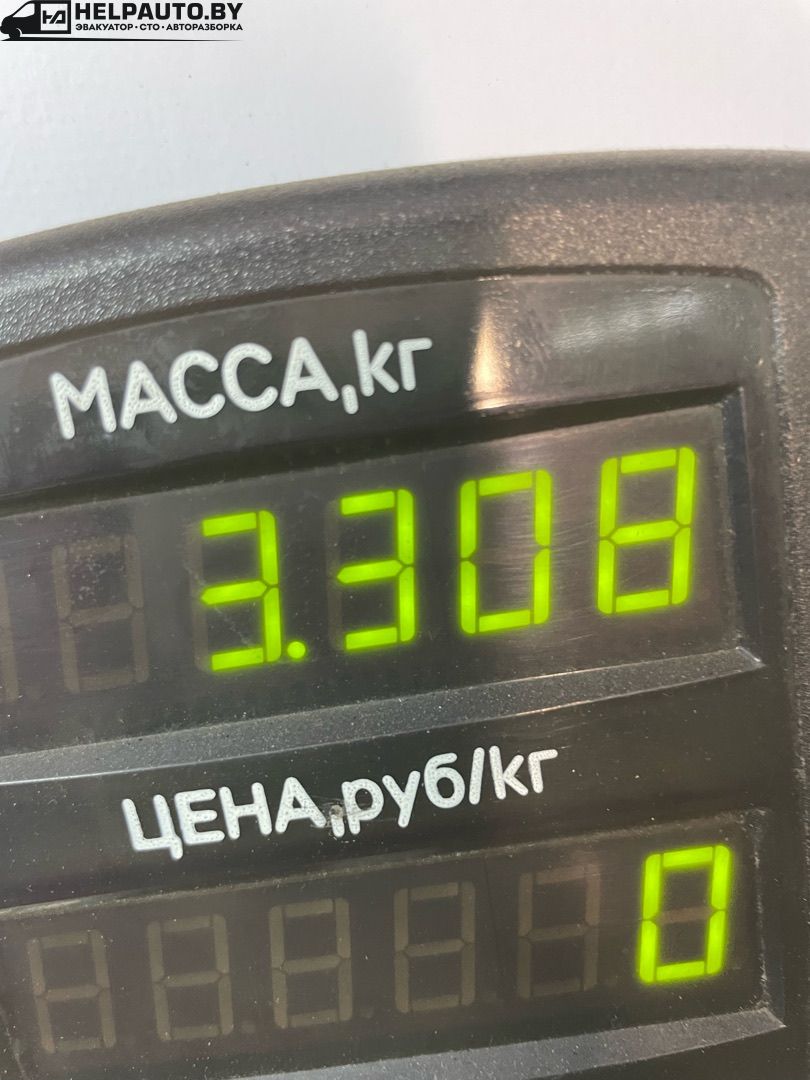 HELPAUTO.BY
ЭВАКУАТОР • СТО • АВТОРАЗБОРКА
МАССА,кг
3.308
ЦЕНА,руб/кг
0